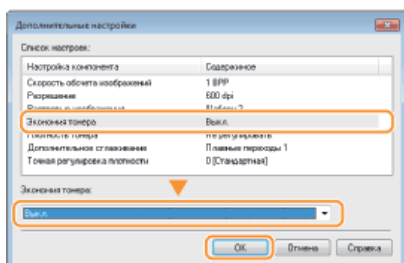 Дополнительные настройки
Список настроек:
Настройка компонента Содержимое
Скорость обсчета изображений 1 BPP
Разрешение 600 dpi
Экономия тонера Выкл.
Плотность тонера Не регулировать
Дополнительное сглаживание Плавные переходы 1
Точная регулировка плотности 0 [Стандартная]
Экономия тонера:
Выкл.
OK Отмена Справка